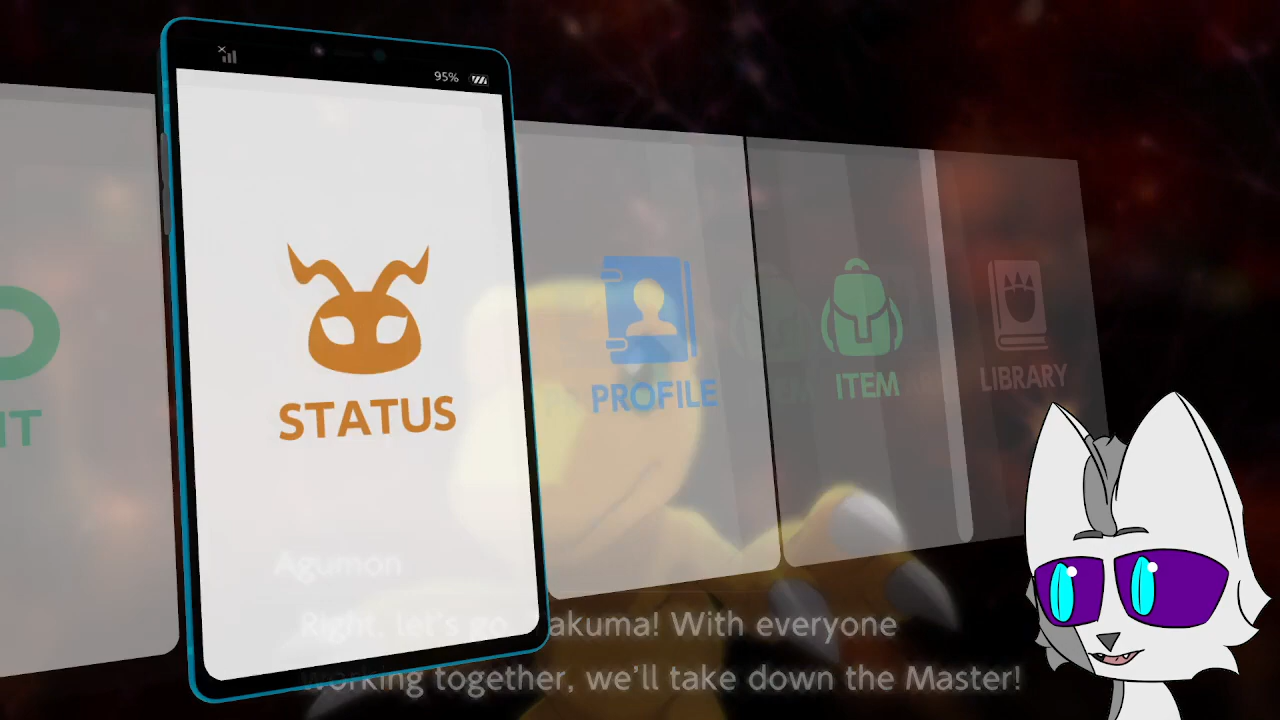 95%
IT
STATUS
PROFILE
ITEM
LIBRARY
Agumon
Right, let's go, akuma! With everyone
working together, we'll take down the Master!